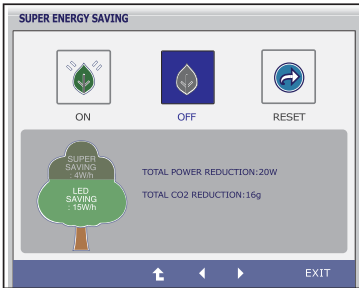 SUPER ENERGY SAVING
ON
OFF
RESET
SUPER
SAVING
: 4W/h
LED
SAVING
: 15W/h
TOTAL POWER REDUCTION:20W
TOTAL CO2 REDUCTION:16g
EXIT